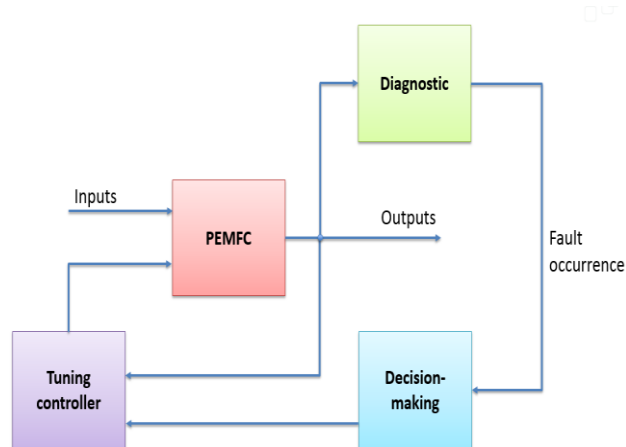 Diagnostic
Inputs
PEMFC
Outputs
Fault
occurrence
Tuning
controller
Decision-
making